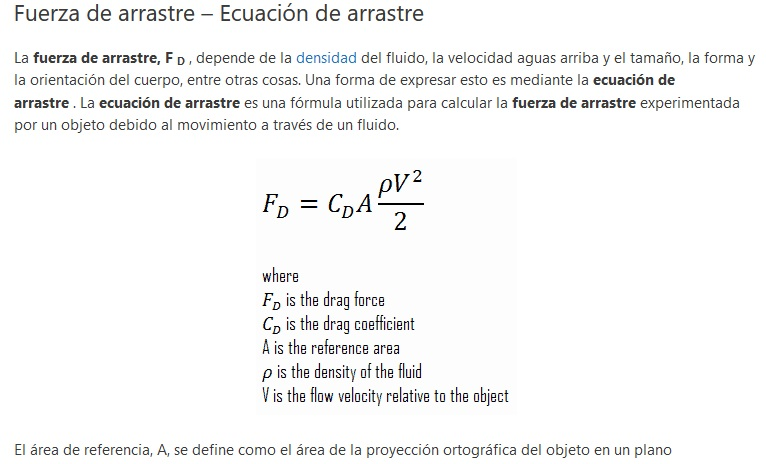 Fuerza de arrastre – Ecuación de arrastre
La fuerza de arrastre, F D , depende de la densidad del fluido, la velocidad aguas arriba y el tamaño, la forma y
la orientación del cuerpo, entre otras cosas. Una forma de expresar esto es mediante la ecuación de
arrastre . La ecuación de arrastre es una fórmula utilizada para calcular la fuerza de arrastre experimentada
por un objeto debido al movimiento a través de un fluido.
F_D = C_D A ρV²/2
where
F_D is the drag force
C_D is the drag coefficient
A is the reference area
ρ is the density of the fluid
V is the flow velocity relative to the object
El área de referencia, A, se define como el área de la proyección ortográfica del objeto en un plano